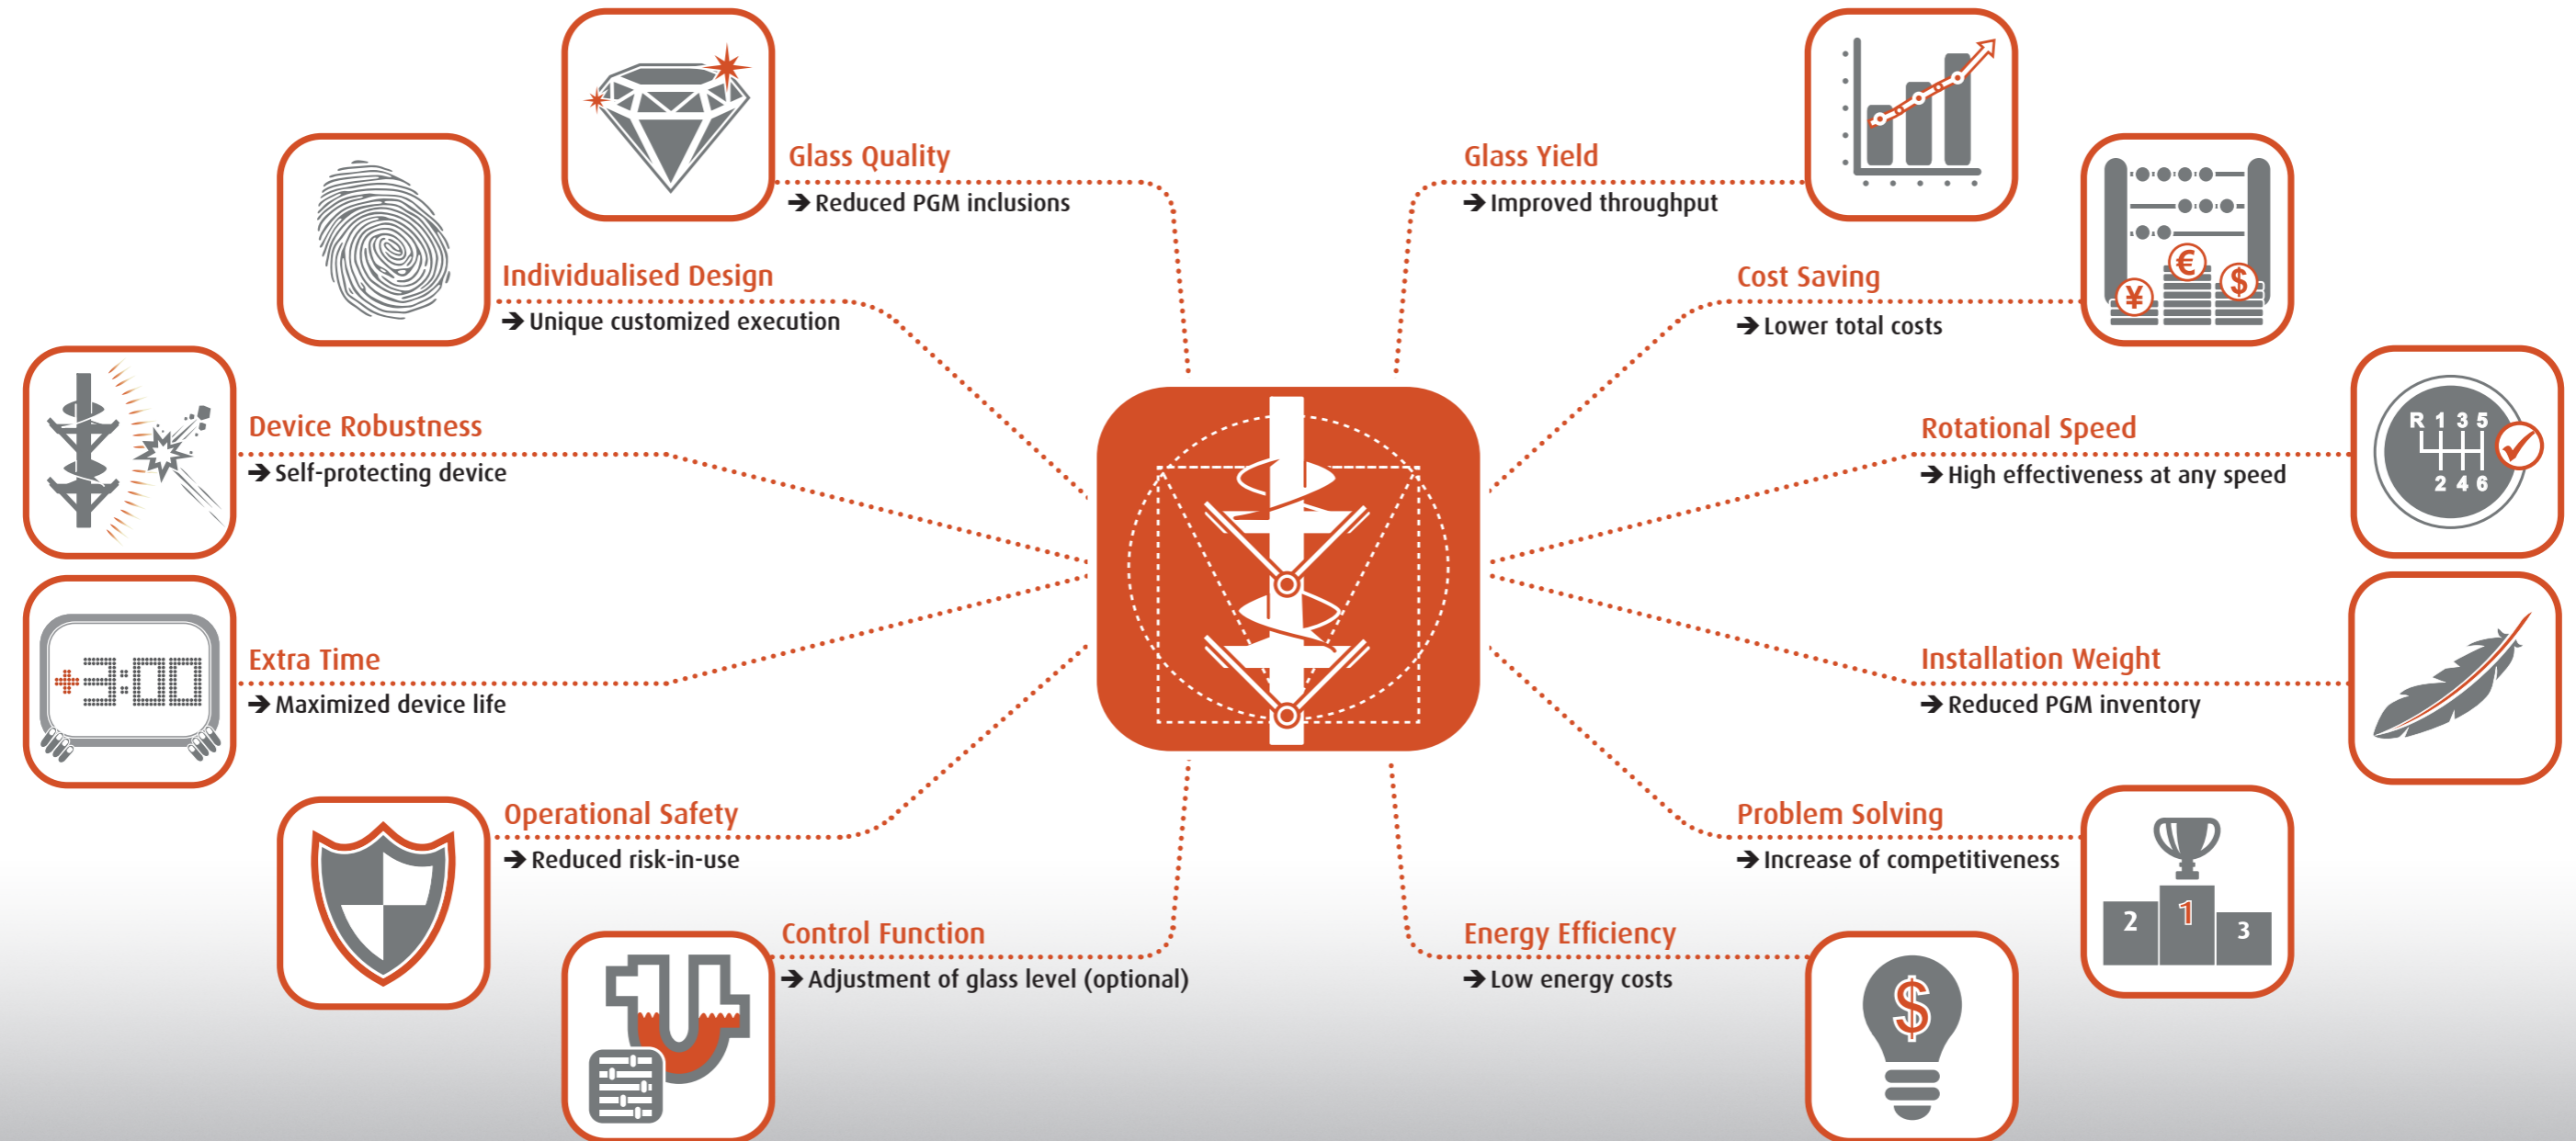 Glass Quality
➔ Reduced PGM inclusions
Individualised Design
➔ Unique customized execution
Device Robustness
➔ Self-protecting device
+3:00
Extra Time
➔ Maximized device life
Operational Safety
➔ Reduced risk-in-use
Control Function
➔ Adjustment of glass level (optional)
Glass Yield
➔ Improved throughput
Cost Saving
➔ Lower total costs
¥ € $
Rotational Speed
➔ High effectiveness at any speed
R 1 3 5
2 4 6
Installation Weight
➔ Reduced PGM inventory
Problem Solving
➔ Increase of competitiveness
2 1 3
Energy Efficiency
➔ Low energy costs
$